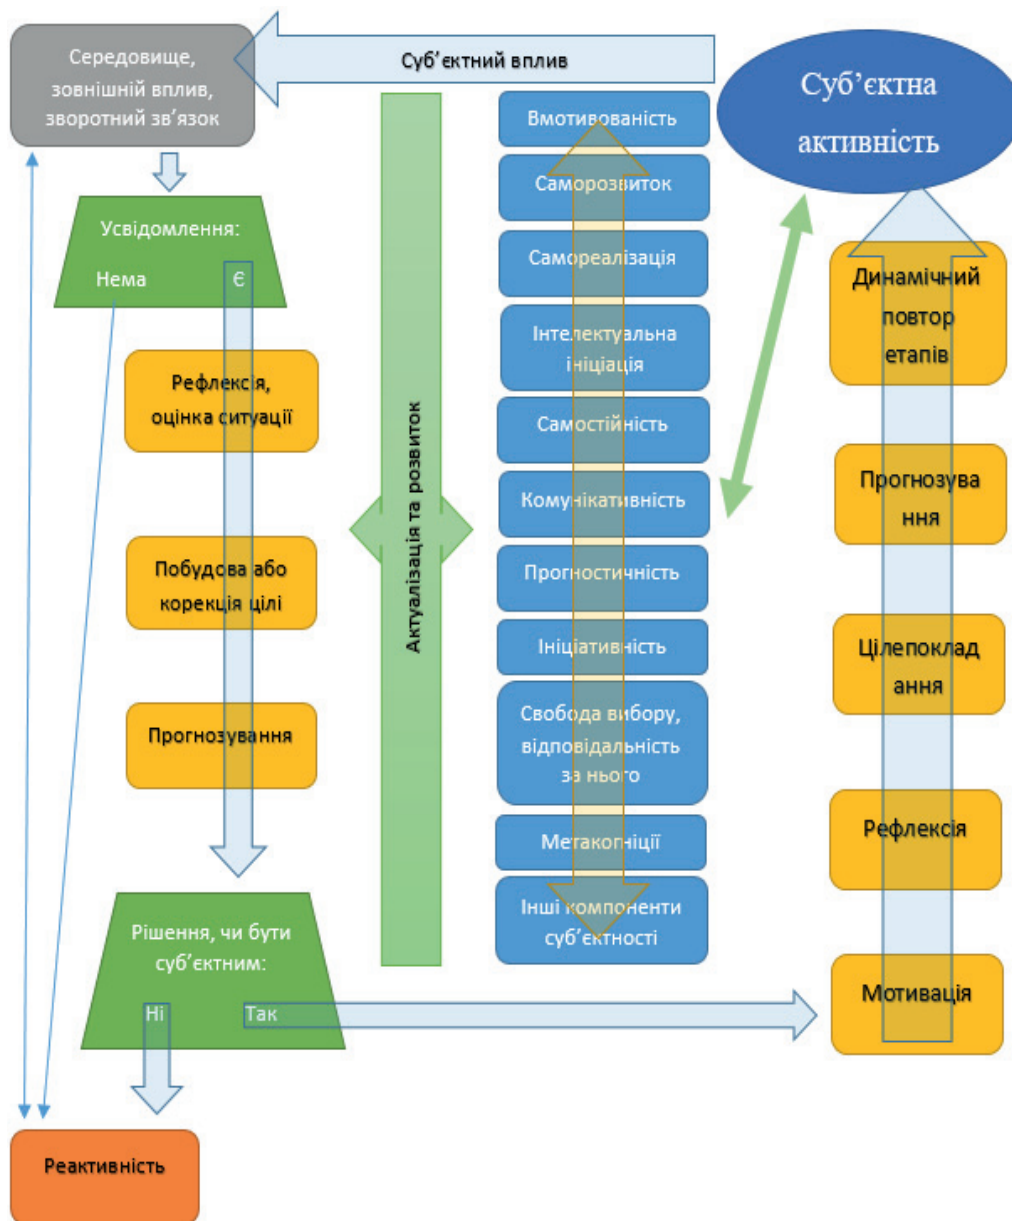 Середовище,
зовнішній вплив,
зворотний зв’язок
Суб’єктний вплив
Суб’єктна
активність
Усвідомлення:
Нема Є
Рефлексія,
оцінка ситуації
Побудова або
корекція цілі
Прогнозування
Рішення, чи бути
суб’єктним:
Ні Так
Реактивність
Актуалізація та розвиток
Вмотивованість
Саморозвиток
Самореалізація
Інтелектуальна
ініціація
Самостійність
Комунікативність
Прогностичність
Ініціативність
Свобода вибору,
відповідальність
за нього
Метакогніції
Інші компоненти
суб’єктності
Динамічний
повтор
етапів
Прогнозува
ння
Цілепоклад
ання
Рефлексія
Мотивація